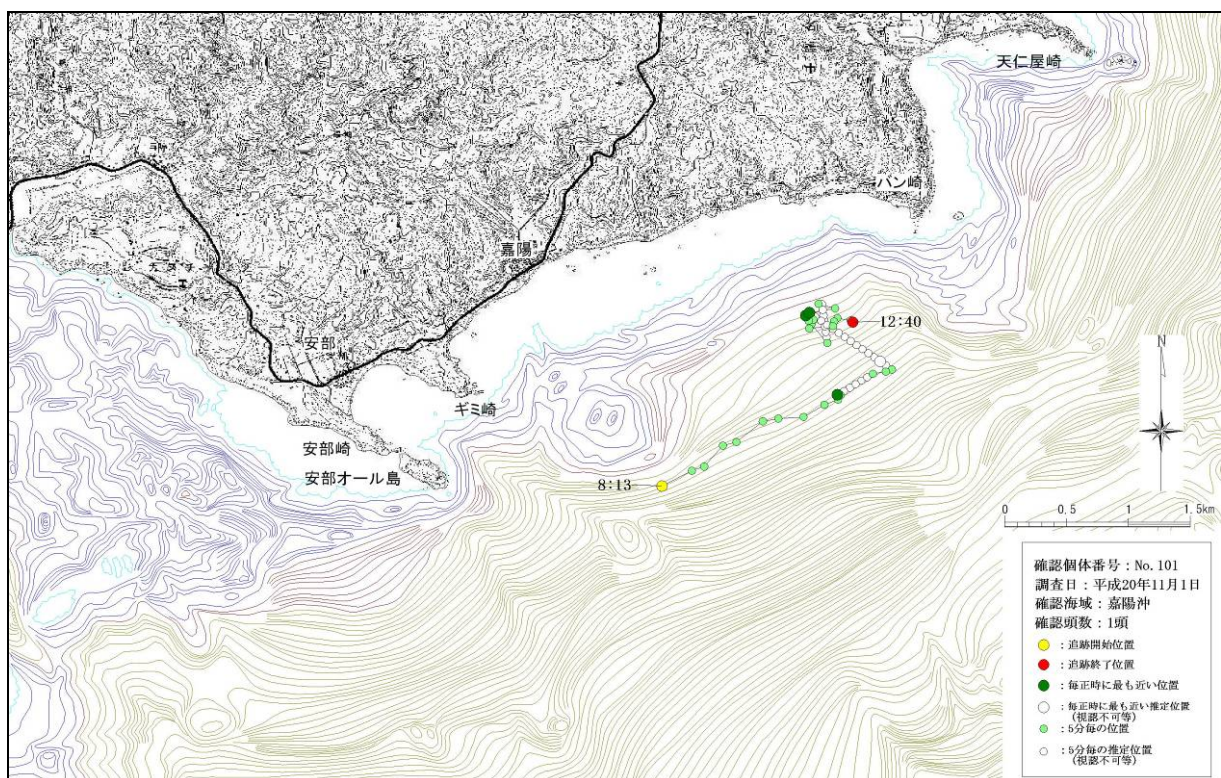 天仁屋崎
バン崎
嘉陽
12:40
安部
ギミ崎
安部崎
安部オール島
8:13
N
0 0.5 1 1.5km
確認個体番号:No.101
調査日:平成20年11月1日
確認海域:嘉陽沖
確認頭数:1頭
:追跡開始位置
:追跡終了位置
:毎正時に最も近い位置
:毎正時に最も近い推定位置
(視認不可等)
:5分毎の位置
:5分毎の推定位置
(視認不可等)